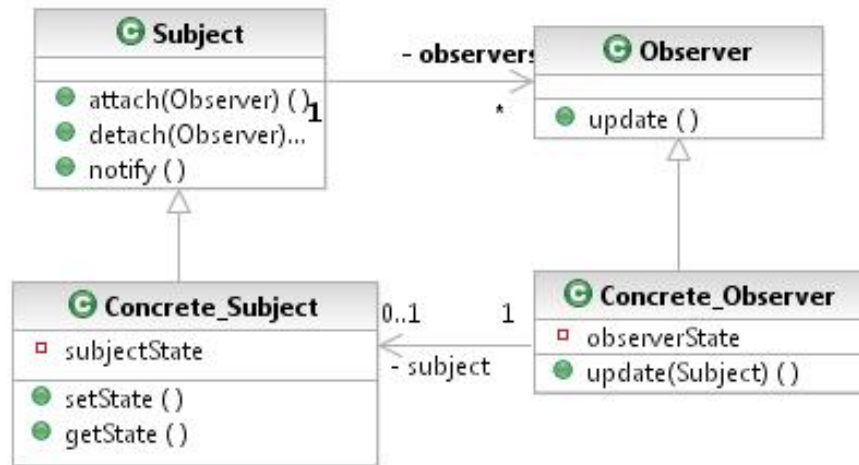 Subject
attach(Observer) ( )
detach(Observer)...
notify ( )
1
- observers
*
Observer
update ( )
Concrete_Subject
subjectState
setState ( )
getState ( )
0..1
1
- subject
Concrete_Observer
observerState
update(Subject) ( )